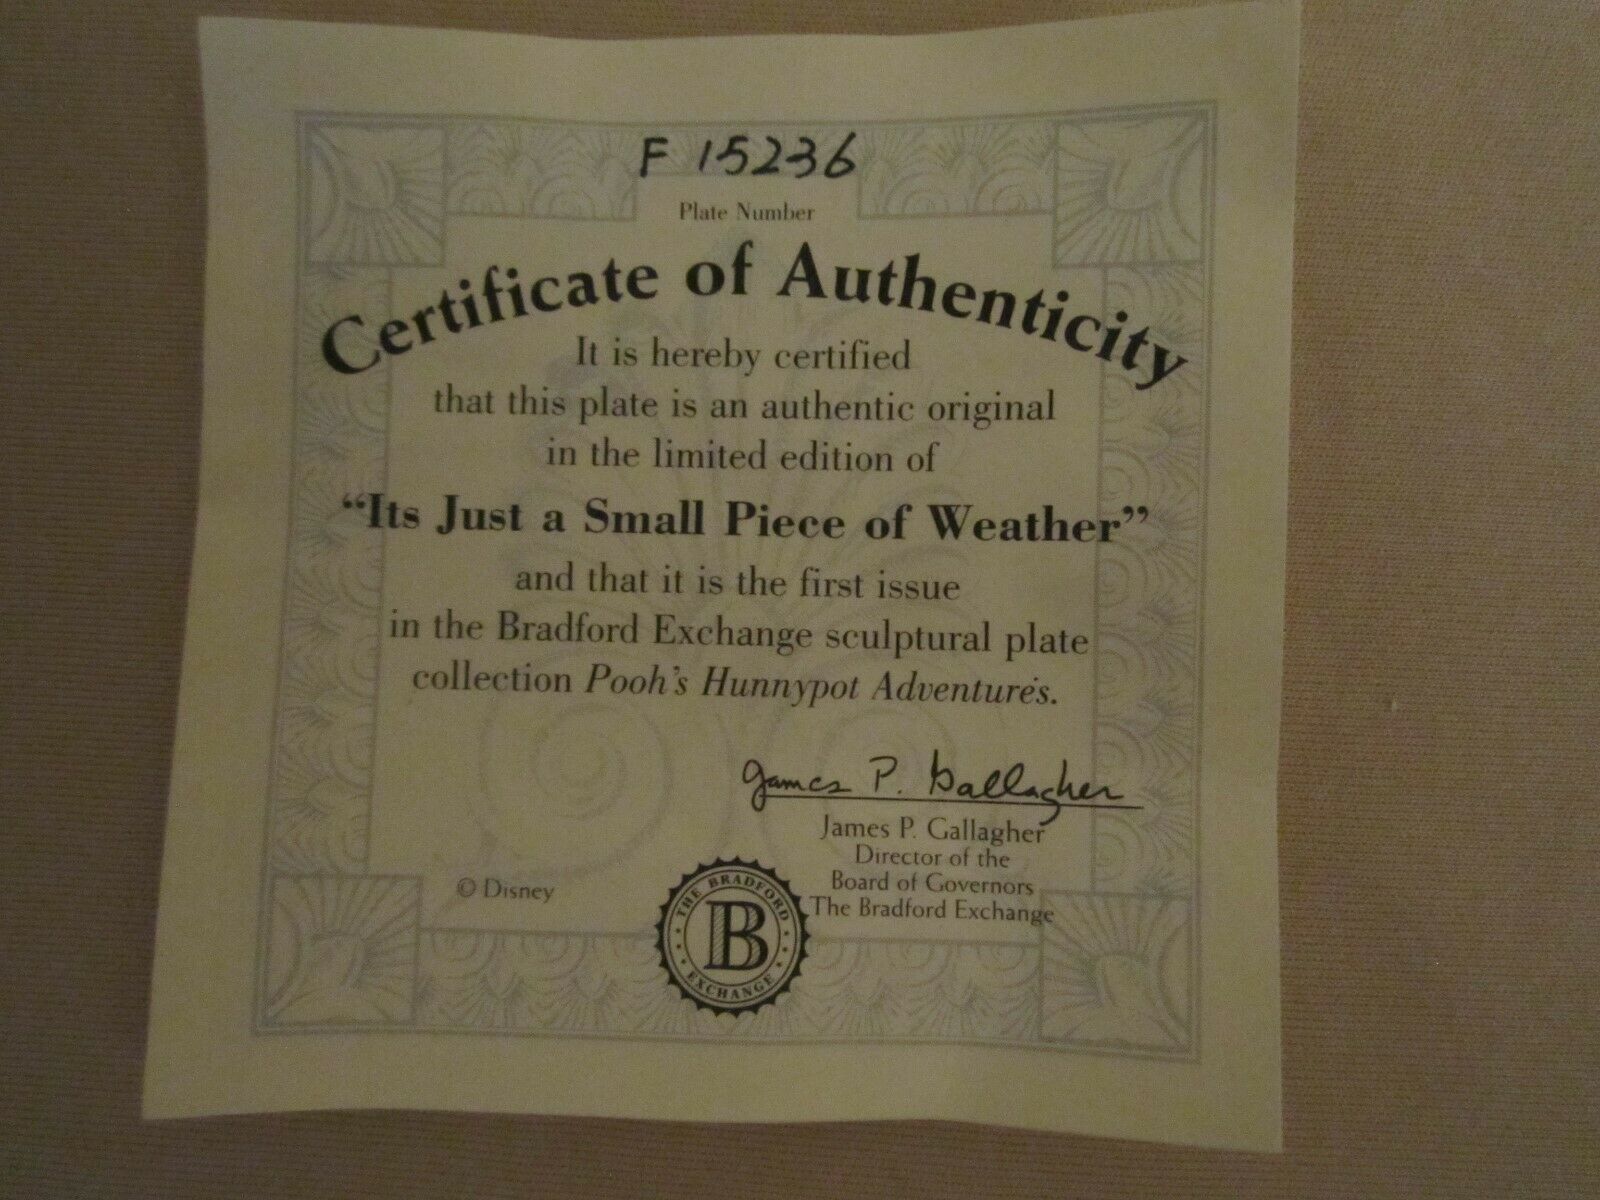 F 15236
Plate Number
Certificate of Authenticity
It is hereby certified
that this plate is an authentic original
in the limited edition of
“Its Just a Small Piece of Weather”
and that it is the first issue
in the Bradford Exchange sculptural plate
collection Pooh's Hunnypot Adventures.
James P. Gallagher
James P. Gallagher
Director of the
Board of Governors
The Bradford Exchange
© Disney
THE BRADFORD
B
EXCHANGE